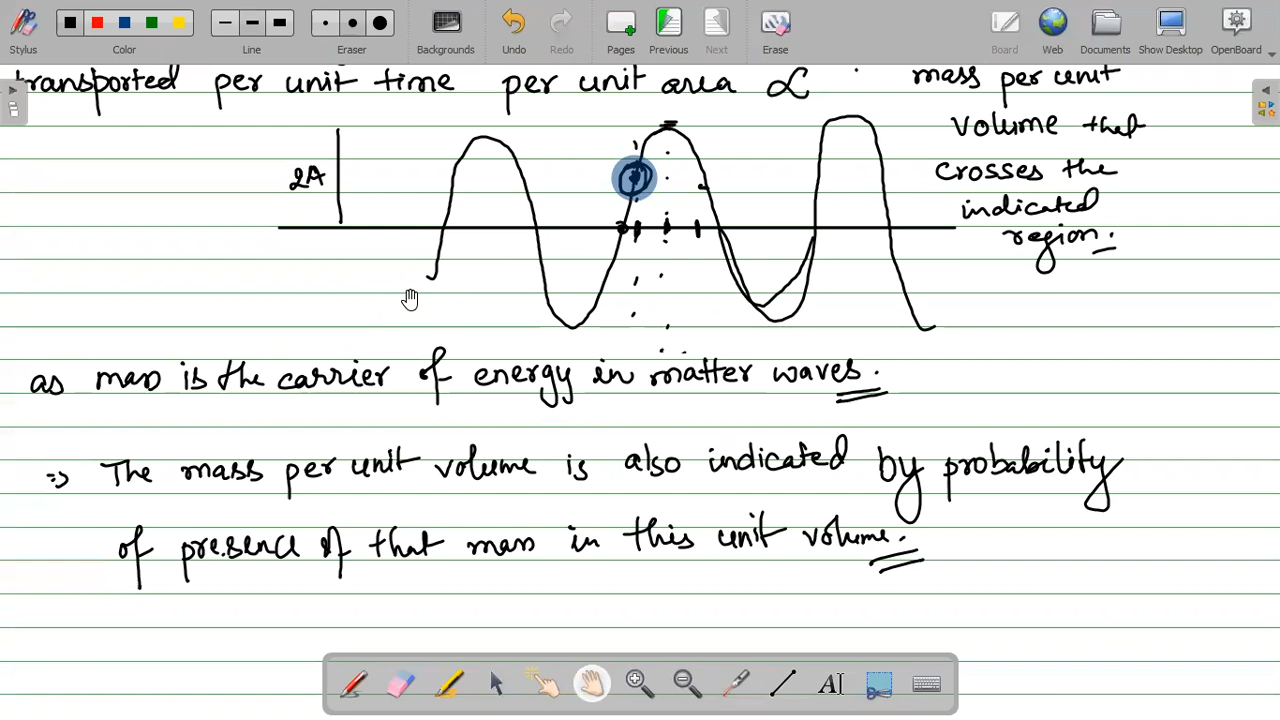 Stylus
Color
Line
Eraser
Backgrounds
Undo
Redo
Pages
Previous
Next
Erase
Board
Web
Documents
Show Desktop
OpenBoard
transported per unit time per unit area ∝
mass per unit
volume that
crosses the
indicated
region.
2A
as mass is the carrier of energy in matter waves.
=> The mass per unit volume is also indicated by probability
of presence of that mass in this unit volume.